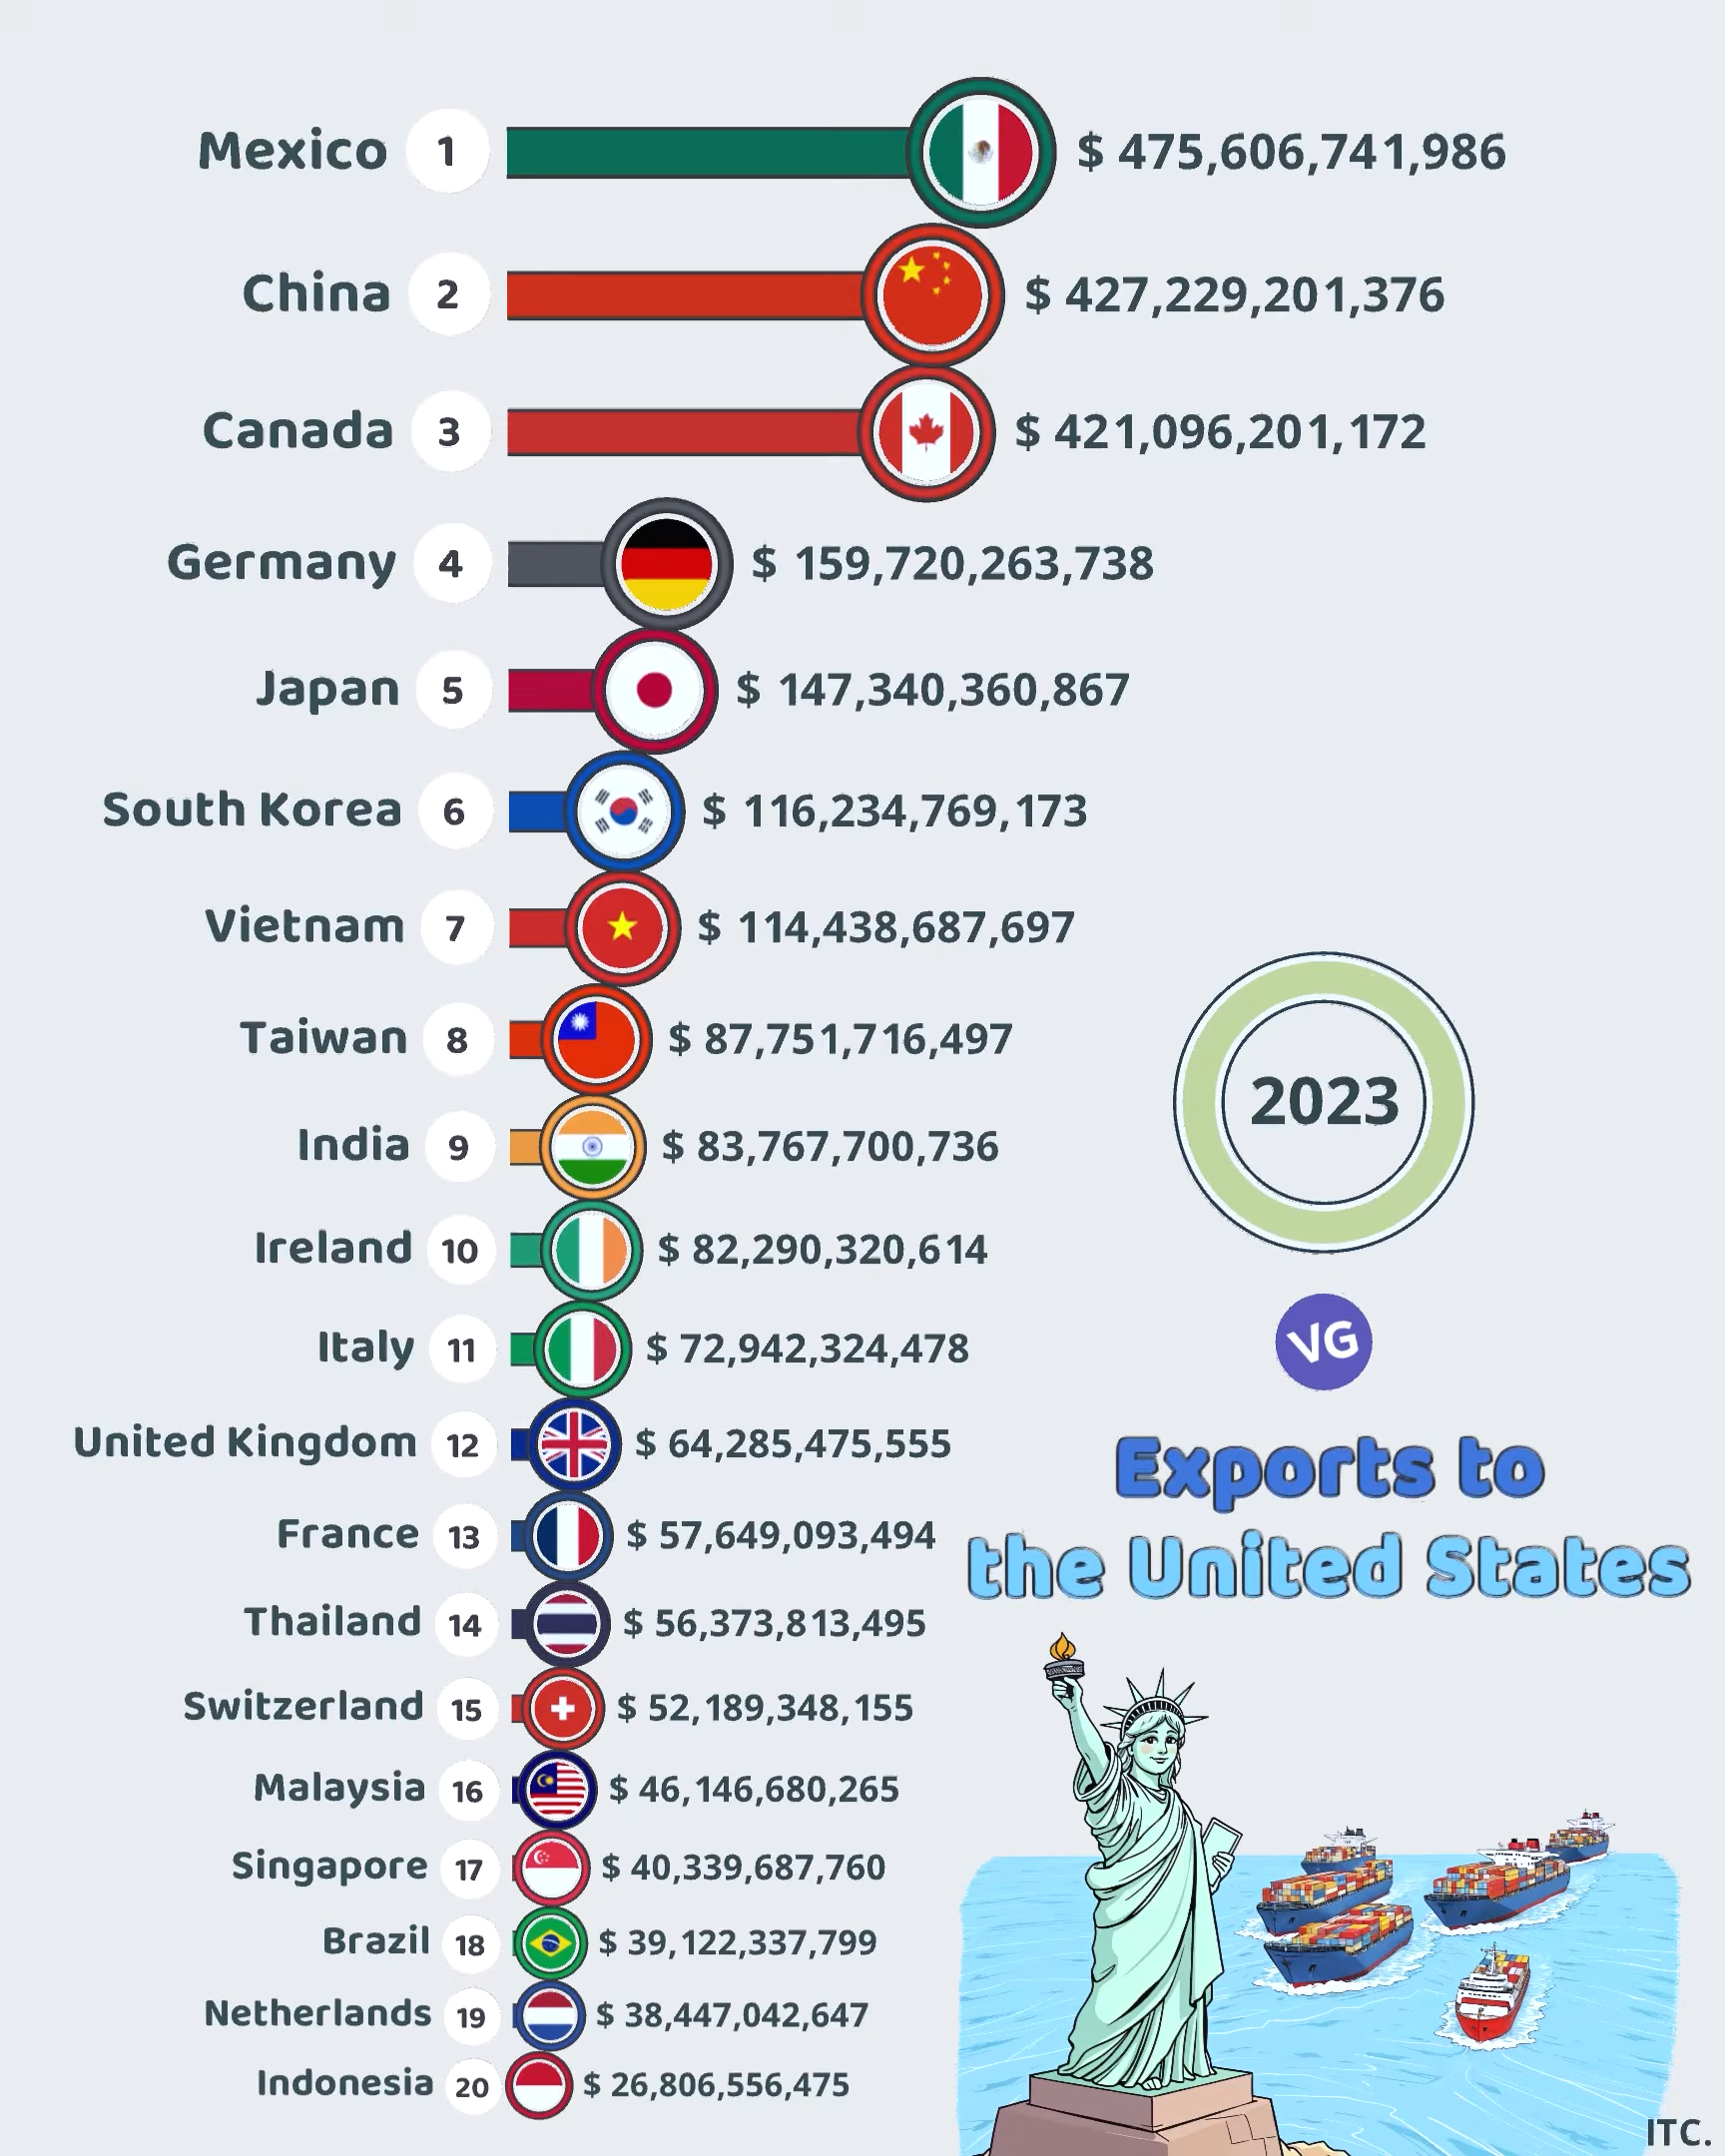 Mexico 1 $ 475,606,741,986
China 2 $ 427,229,201,376
Canada 3 $ 421,096,201,172
Germany 4 $ 159,720,263,738
Japan 5 $ 147,340,360,867
South Korea 6 $ 116,234,769,173
Vietnam 7 $ 114,438,687,697
Taiwan 8 $ 87,751,716,497
India 9 $ 83,767,700,736
Ireland 10 $ 82,290,320,614
Italy 11 $ 72,942,324,478
United Kingdom 12 $ 64,285,475,555
France 13 $ 57,649,093,494
Thailand 14 $ 56,373,813,495
Switzerland 15 $ 52,189,348,155
Malaysia 16 $ 46,146,680,265
Singapore 17 $ 40,339,687,760
Brazil 18 $ 39,122,337,799
Netherlands 19 $ 38,447,042,647
Indonesia 20 $ 26,806,556,475
2023
VG
Exports to
the United States
ITC.